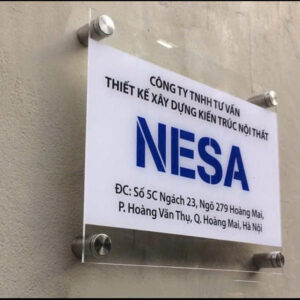 CÔNG TY TNHH TƯ VẤN
THIẾT KẾ XÂY DỰNG KIẾN TRÚC NỘI THẤT
NESA
ĐC: Số 5C Ngách 23, Ngõ 279 Hoàng Mai,
P. Hoàng Văn Thụ, Q. Hoàng Mai, Hà Nội